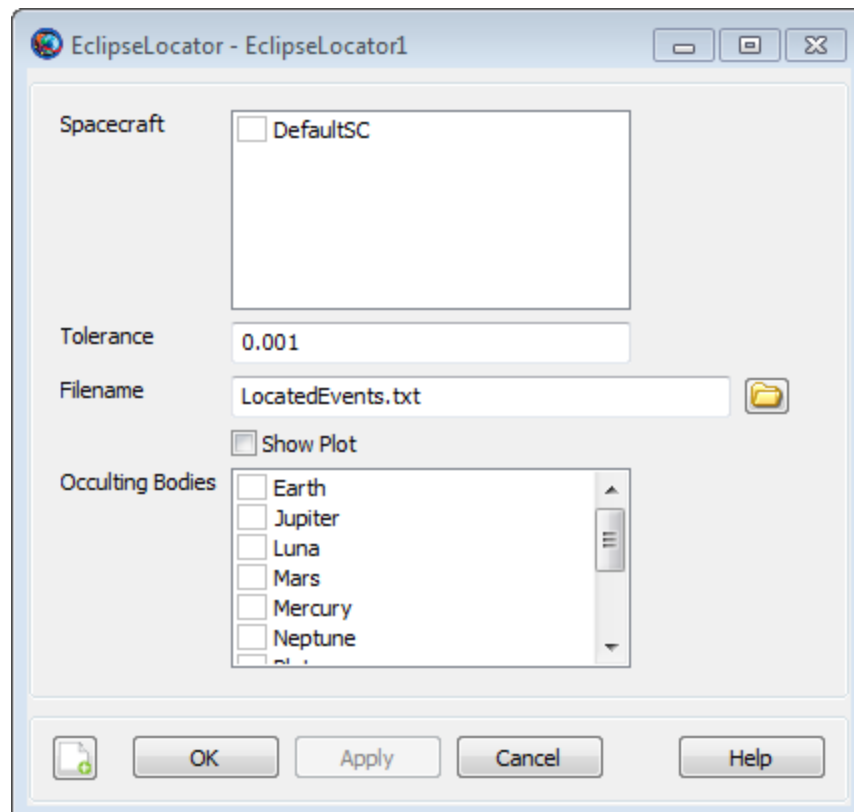 EclipseLocator - EclipseLocator1
Spacecraft
DefaultSC
Tolerance
0.001
Filename
LocatedEvents.txt
Show Plot
Occulting Bodies
Earth
Jupiter
Luna
Mars
Mercury
Neptune
OK
Apply
Cancel
Help